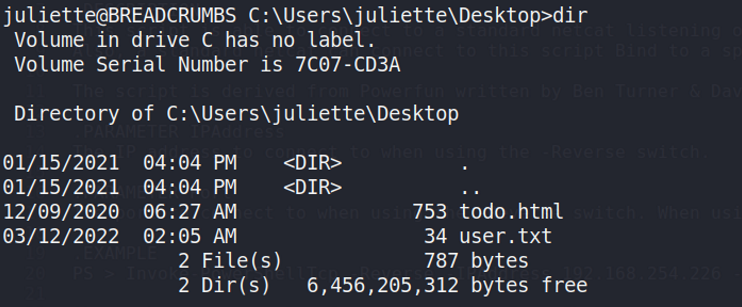 juliette@BREADCRUMBS C:\Users\juliette\Desktop>dir
 Volume in drive C has no label.
 Volume Serial Number is 7C07-CD3A

 Directory of C:\Users\juliette\Desktop

01/15/2021  04:04 PM    <DIR>          .
01/15/2021  04:04 PM    <DIR>          ..
12/09/2020  06:27 AM               753 todo.html
03/12/2022  02:05 AM                34 user.txt
               2 File(s)            787 bytes
               2 Dir(s)   6,456,205,312 bytes free